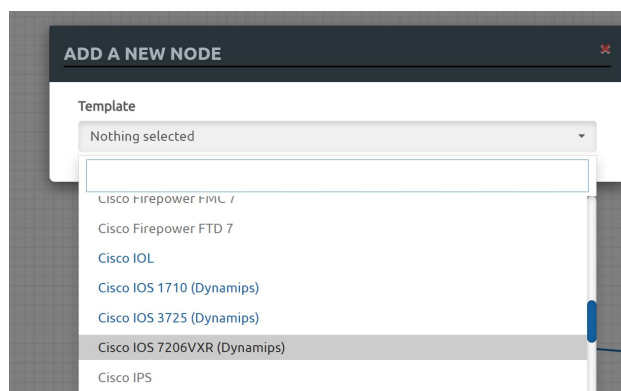 ADD A NEW NODE
Template
Nothing selected
Cisco Firepower FMC 7
Cisco Firepower FTD 7
Cisco IOL
Cisco IOS 1710 (Dynamips)
Cisco IOS 3725 (Dynamips)
Cisco IOS 7206VXR (Dynamips)
Cisco IPS